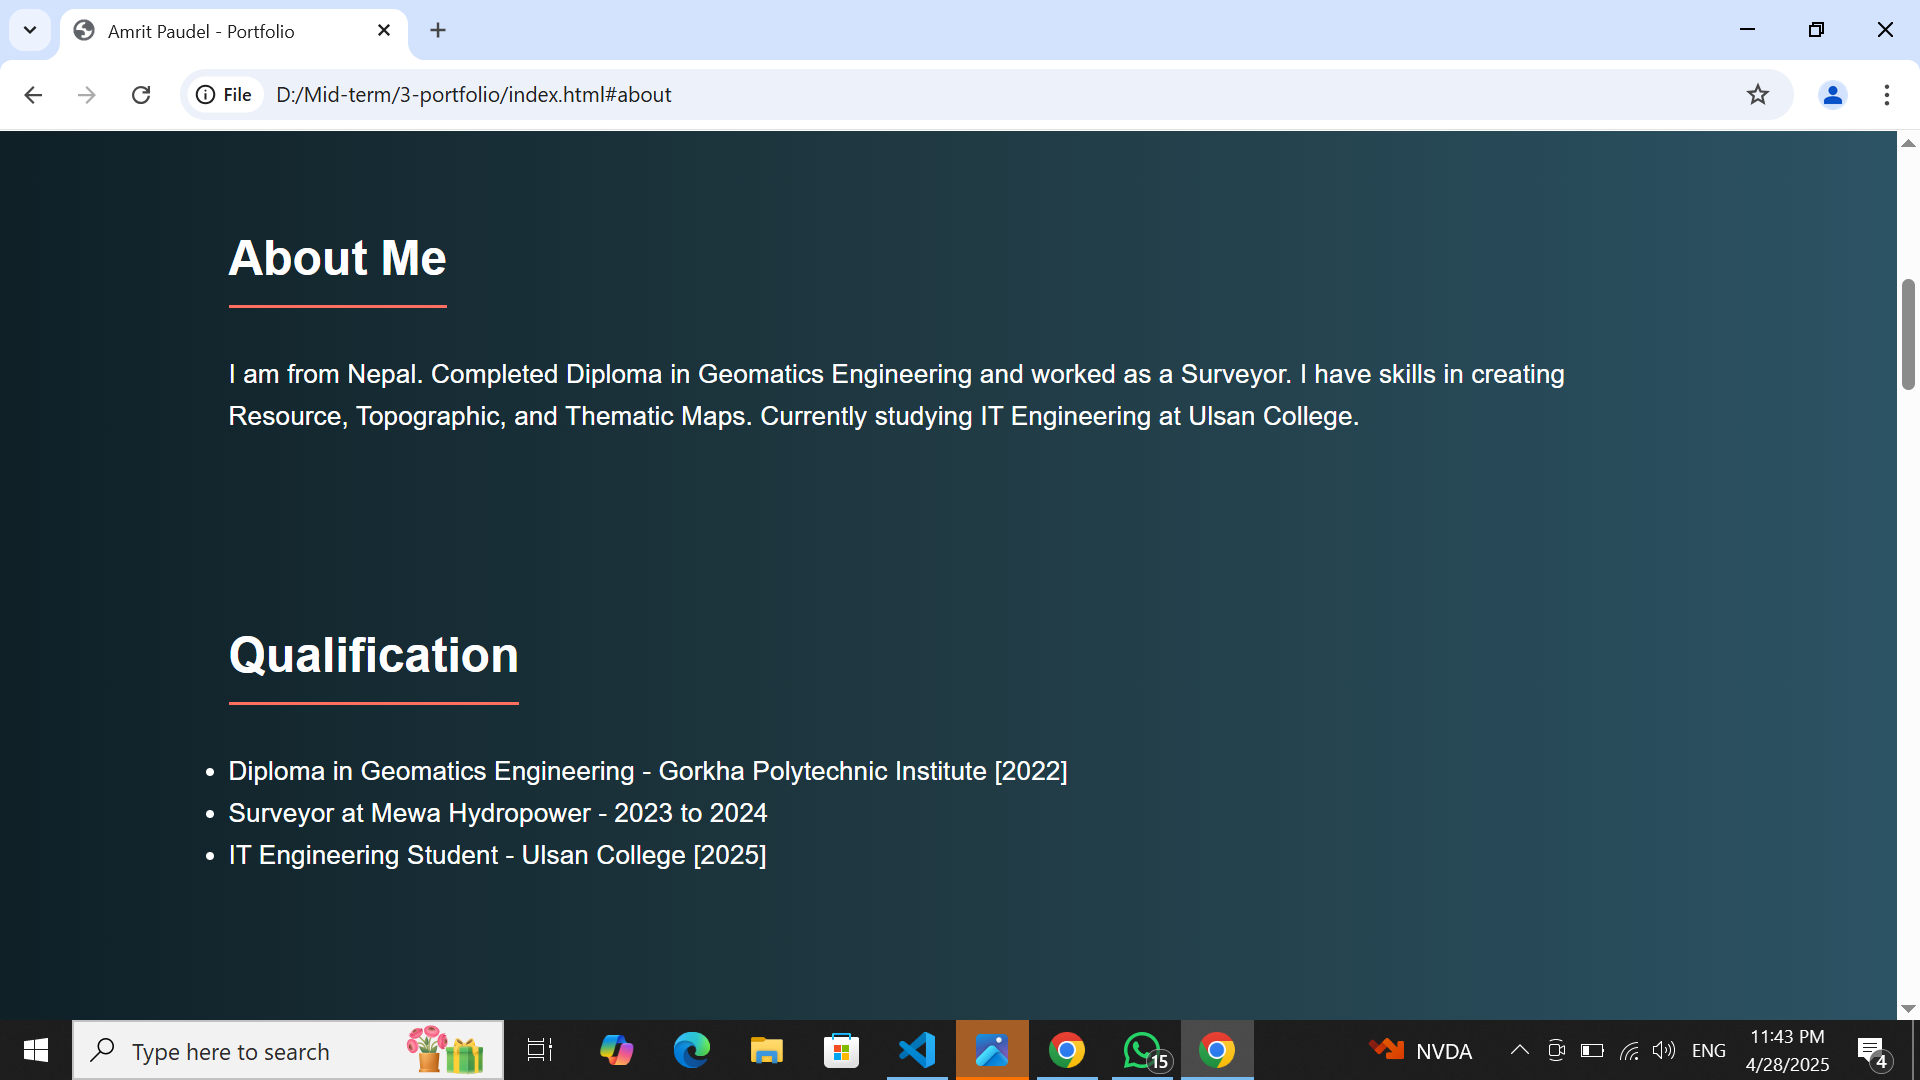 Amrit Paudel - Portfolio
File
D:/Mid-term/3-portfolio/index.html#about
About Me
I am from Nepal. Completed Diploma in Geomatics Engineering and worked as a Surveyor. I have skills in creating
Resource, Topographic, and Thematic Maps. Currently studying IT Engineering at Ulsan College.
Qualification
• Diploma in Geomatics Engineering - Gorkha Polytechnic Institute [2022]
• Surveyor at Mewa Hydropower - 2023 to 2024
• IT Engineering Student - Ulsan College [2025]
Type here to search
15
NVDA
ENG
11:43 PM
4/28/2025
4